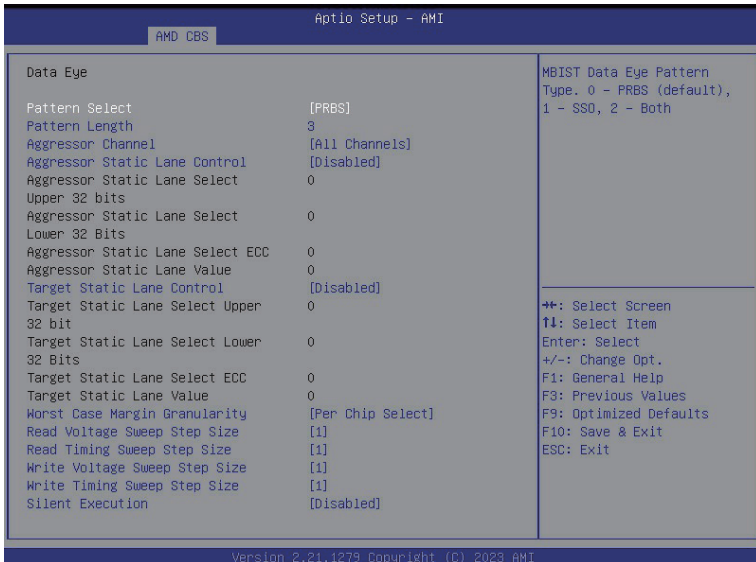 Aptio Setup – AMI
AMD CBS
Data Eye
Pattern Select [PRBS]
Pattern Length 3
Aggressor Channel [All Channels]
Aggressor Static Lane Control [Disabled]
Aggressor Static Lane Select 0
Upper 32 bits
Aggressor Static Lane Select 0
Lower 32 Bits
Aggressor Static Lane Select ECC 0
Aggressor Static Lane Value 0
Target Static Lane Control [Disabled]
Target Static Lane Select Upper 0
32 bit
Target Static Lane Select Lower 0
32 Bits
Target Static Lane Select ECC 0
Target Static Lane Value 0
Worst Case Margin Granularity [Per Chip Select]
Read Voltage Sweep Step Size [1]
Read Timing Sweep Step Size [1]
Write Voltage Sweep Step Size [1]
Write Timing Sweep Step Size [1]
Silent Execution [Disabled]
MBIST Data Eye Pattern
Type. 0 – PRBS (default),
1 – SSO, 2 – Both
→←: Select Screen
↑↓: Select Item
Enter: Select
+/-: Change Opt.
F1: General Help
F3: Previous Values
F9: Optimized Defaults
F10: Save & Exit
ESC: Exit
Version 2.21.1279 Copyright (C) 2023 AMI